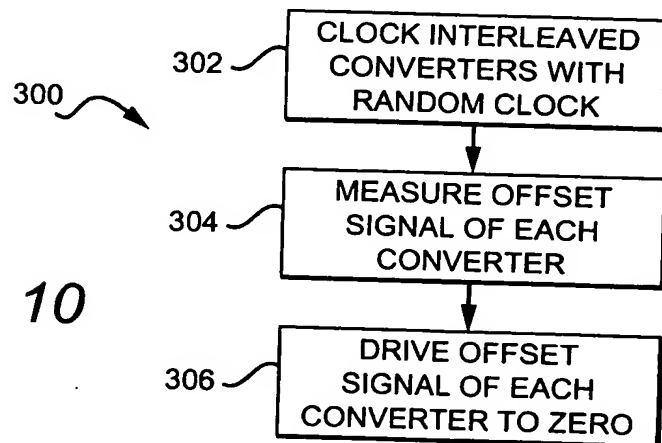 300
302
CLOCK INTERLEAVED
CONVERTERS WITH
RANDOM CLOCK
304
MEASURE OFFSET
SIGNAL OF EACH
CONVERTER
10
306
DRIVE OFFSET
SIGNAL OF EACH
CONVERTER TO ZERO